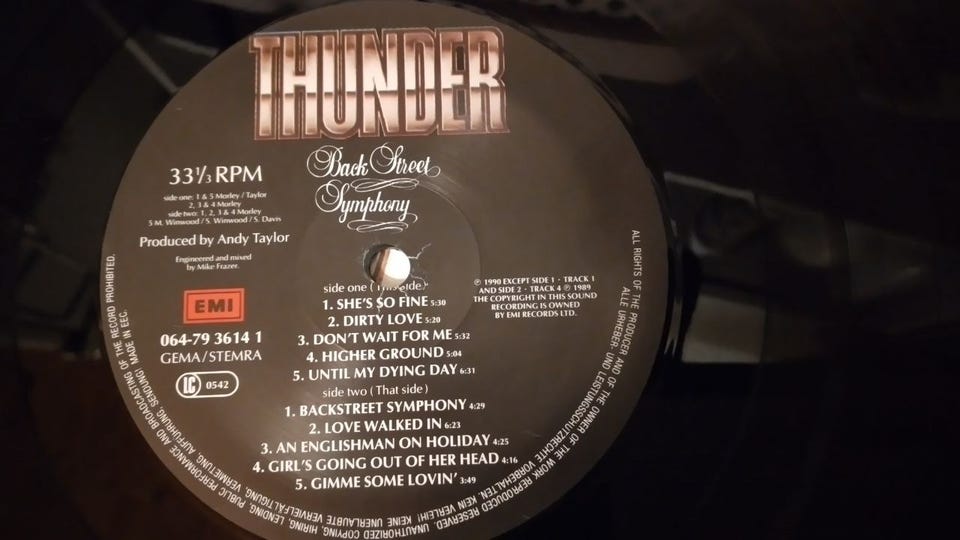 THUNDER
Back Street
Symphony
33 1/3 RPM
side one: 1 & 5 Morley / Taylor
2, 3 & 4 Morley
side two: 1, 2, 3 & 4 Morley
5 M. Winwood / S. Winwood / S. Davis
Produced by Andy Taylor
Engineered and mixed
by Mike Frazer.
EMI
064-79 3614 1
GEMA/STEMRA
LC 0542
side one ( This side )
1. SHE'S SO FINE 5:30
2. DIRTY LOVE 5:20
3. DON'T WAIT FOR ME 5:32
4. HIGHER GROUND 5:04
5. UNTIL MY DYING DAY 6:31
side two ( That side )
1. BACKSTREET SYMPHONY 4:29
2. LOVE WALKED IN 6:23
3. AN ENGLISHMAN ON HOLIDAY 4:25
4. GIRL'S GOING OUT OF HER HEAD 4:16
5. GIMME SOME LOVIN' 3:49
℗ 1990 EXCEPT SIDE 1 - TRACK 1
AND SIDE 2 - TRACK 4 ℗ 1989
THE COPYRIGHT IN THIS SOUND
RECORDING IS OWNED
BY EMI RECORDS LTD.
ALL RIGHTS OF THE PRODUCER AND OF THE OWNER OF THE WORK REPRODUCED RESERVED. UNAUTHORIZED COPYING, HIRING, LENDING, PUBLIC PERFORMANCE AND BROADCASTING OF THE RECORD PROHIBITED.
ALLE URHEBER- UND LEISTUNGSSCHUTZRECHTE VORBEHALTEN. KEIN VERLEIH! KEINE UNERLAUBTE VERVIELFÄLTIGUNG, VERMIETUNG, AUFFÜHRUNG, SENDUNG! MADE IN EEC.